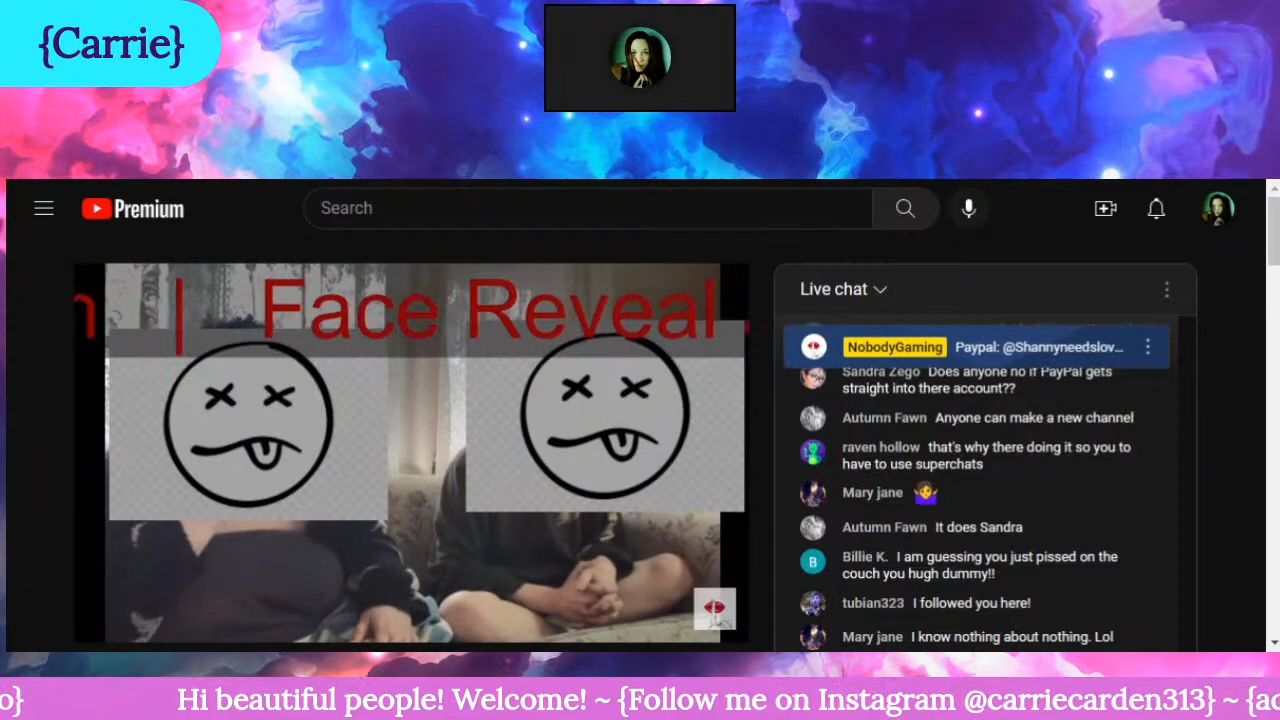 {Carrie}
Premium
Search
| Face Reveal
Live chat
NobodyGaming Paypal: @Shannyneedslov...
Sandra Zego Does anyone no if PayPal gets
straight into there account??
Autumn Fawn Anyone can make a new channel
raven hollow that's why there doing it so you to
have to use superchats
Mary jane
Autumn Fawn It does Sandra
B Billie K. I am guessing you just pissed on the
couch you hugh dummy!!
tubian323 I followed you here!
Mary jane I know nothing about nothing. Lol
o} Hi beautiful people! Welcome! ~ {Follow me on Instagram @carriecarden313} ~ {ac